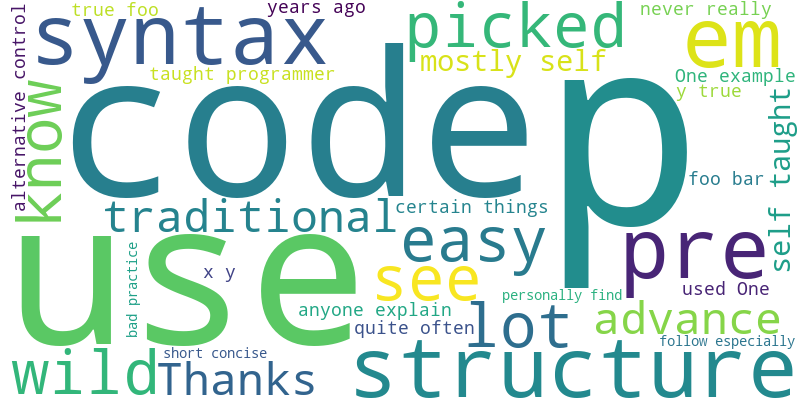 true foo
years ago
picked
never really
syntax
em
mostly self
taught programmer
One example
y true
alternative control
know
code
p
self taught
foo bar
traditional
certain things
use
easy
pre
x y
see
used One
bad practice
personally find
anyone explain
lot
advance
quite often
follow especially
short concise
wild
Thanks
structure